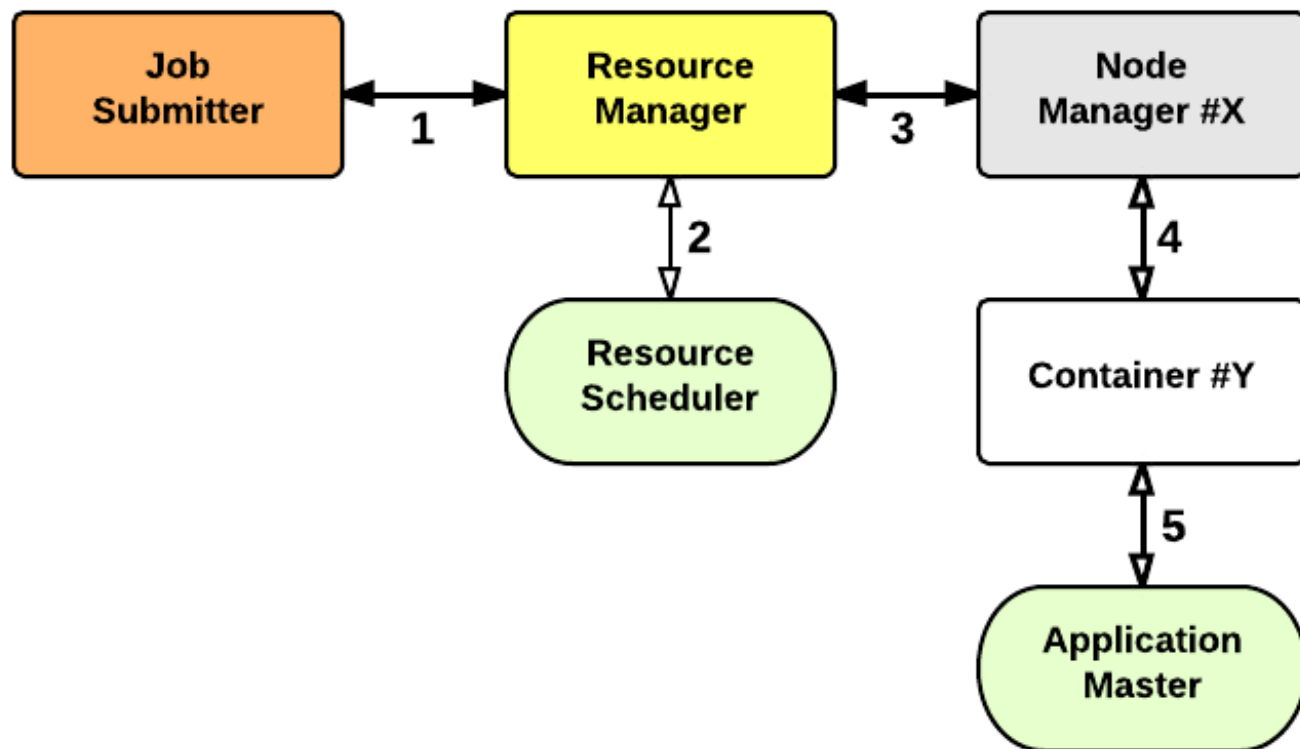 Job
Submitter
1
Resource
Manager
3
Node
Manager #X
2
4
Resource
Scheduler
Container #Y
5
Application
Master